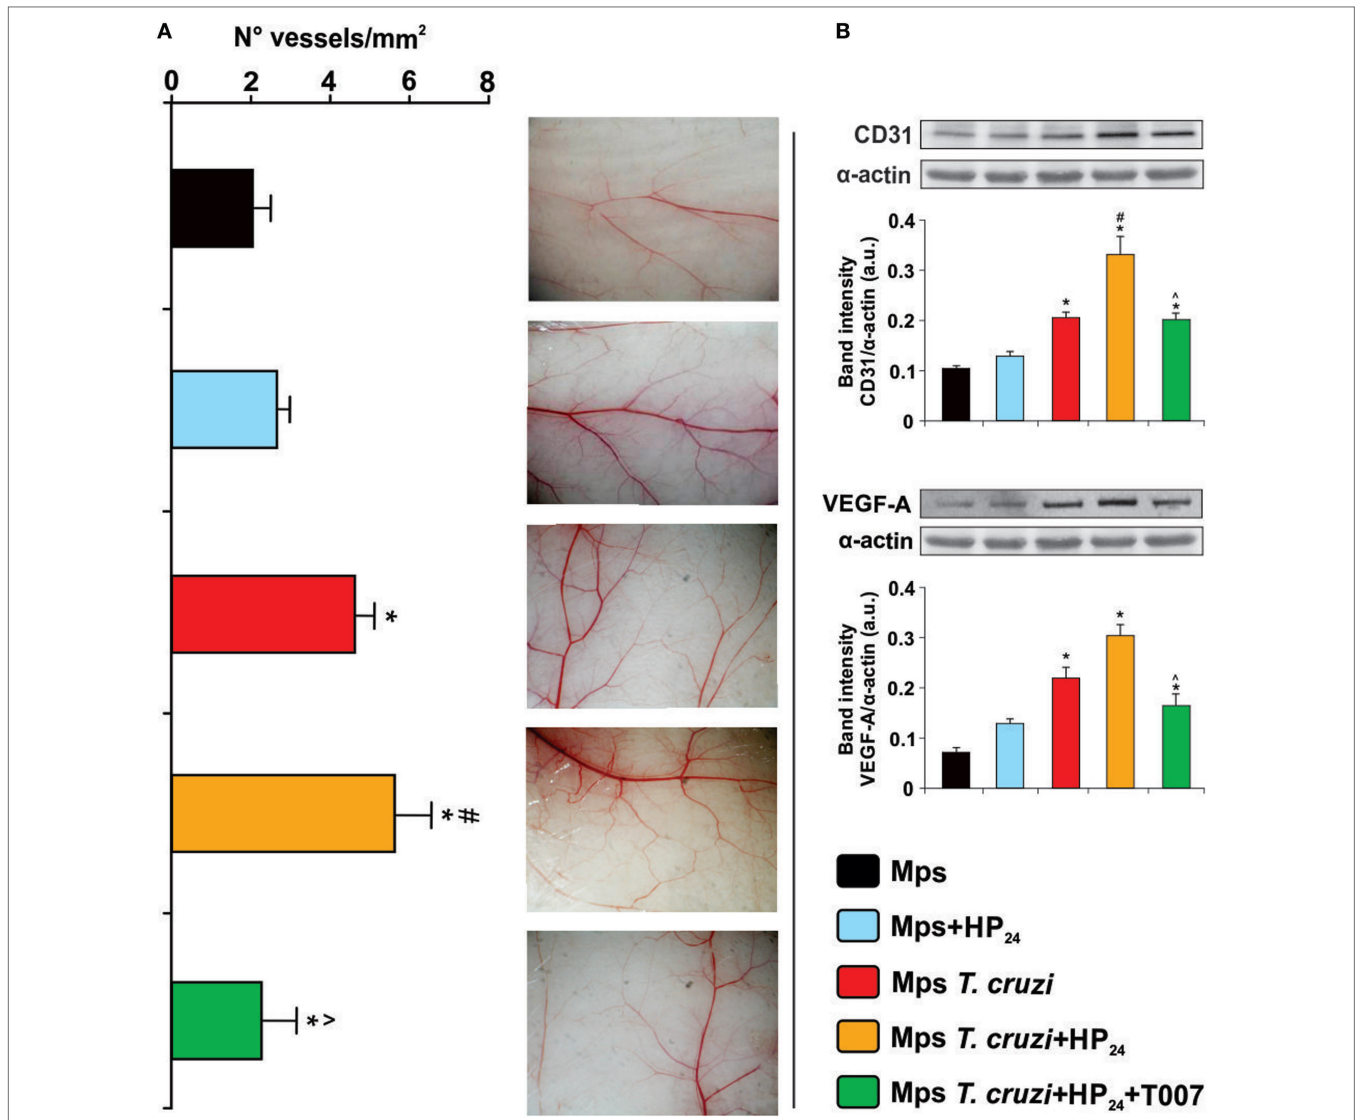 A
N° vessels/mm²
0 2 4 6 8
*
* #
* ^
B
CD31
α-actin
Band intensity
CD31/α-actin (a.u.)
0.4
0.3
0.2
0.1
0
*
#
*
^
*
VEGF-A
α-actin
Band intensity
VEGF-A/α-actin (a.u.)
0.4
0.3
0.2
0.1
0
*
*
^
*
Mps
Mps+HP₂₄
Mps T. cruzi
Mps T. cruzi+HP₂₄
Mps T. cruzi+HP₂₄+T007